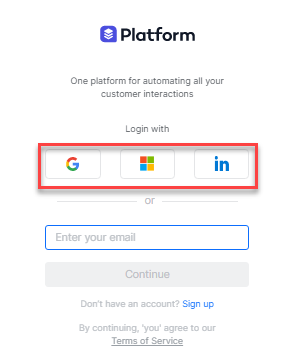 Platform
One platform for automating all your
customer interactions
Login with
in
or
Enter your email
Continue
Don't have an account? Sign up
By continuing, 'you' agree to our
Terms of Service